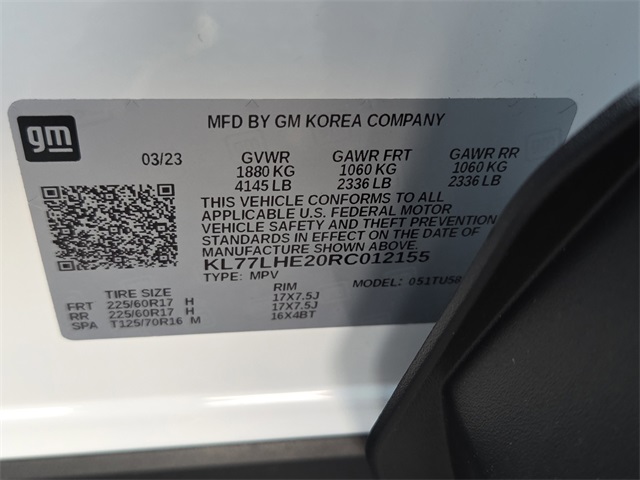 gm
MFD BY GM KOREA COMPANY
03/23 GVWR GAWR FRT GAWR RR
1880 KG 1060 KG 1060 KG
4145 LB 2336 LB 2336 LB
THIS VEHICLE CONFORMS TO ALL
APPLICABLE U.S. FEDERAL MOTOR
VEHICLE SAFETY AND THEFT PREVENTION
STANDARDS IN EFFECT ON THE DATE OF
MANUFACTURE SHOWN ABOVE.
KL77LHE20RC012155
TYPE: MPV MODEL: 051TU58
TIRE SIZE RIM
FRT 225/60R17 H 17X7.5J
RR 225/60R17 H 17X7.5J
SPA T125/70R16 M 16X4BT